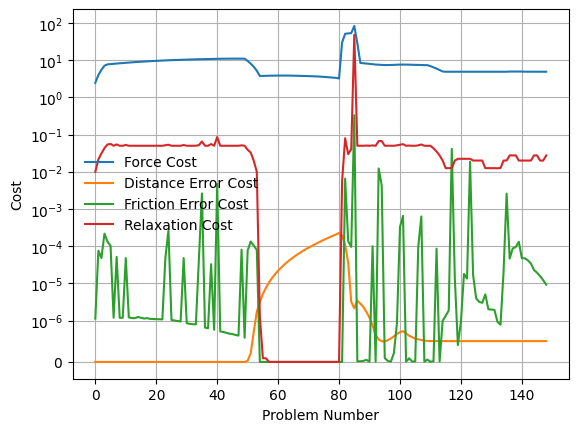 10²
10¹
10⁰
10⁻¹
10⁻²
10⁻³
10⁻⁴
10⁻⁵
10⁻⁶
0
Cost
Force Cost
Distance Error Cost
Friction Error Cost
Relaxation Cost
0 20 40 60 80 100 120 140
Problem Number